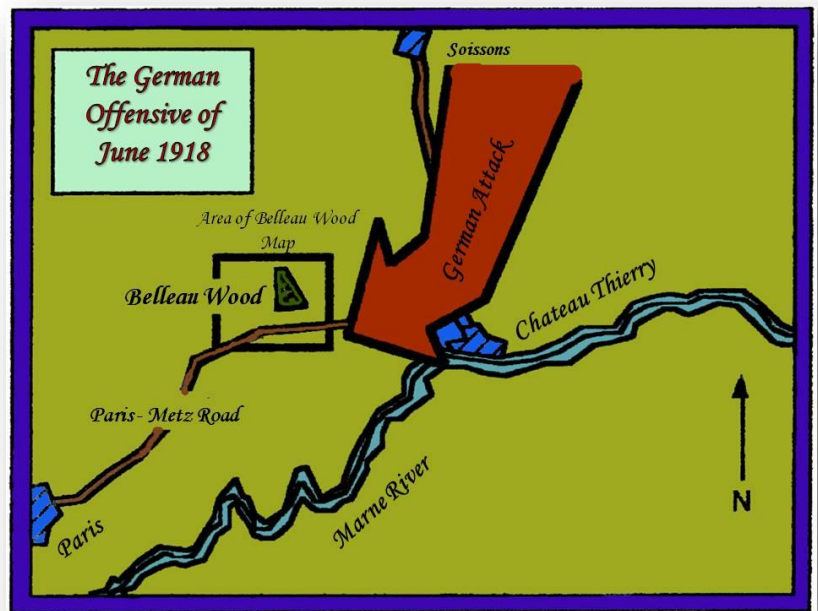 The German
Offensive of
June 1918
Soissons
German Attack
Area of Belleau Wood
Map
Belleau Wood
Chateau Thierry
Paris- Metz Road
Marne River
Paris
N